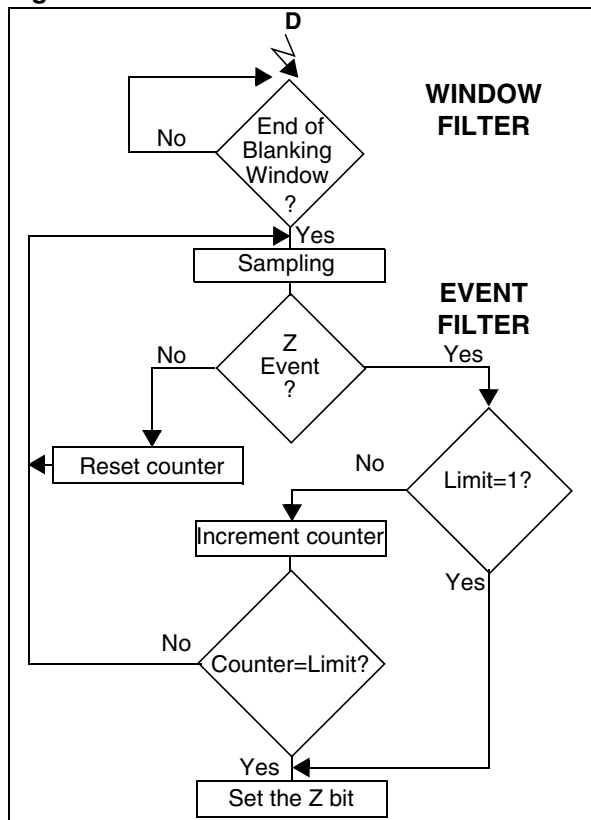 D
WINDOW
FILTER
End of
Blanking
Window
?
No
Yes
Sampling
EVENT
FILTER
Z
Event
?
No
Yes
Reset counter
Limit=1?
No
Increment counter
Yes
Counter=Limit?
No
Yes
Set the Z bit